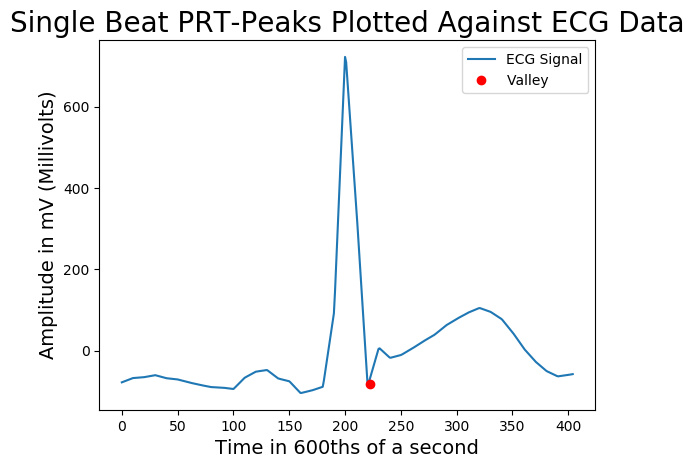 Single Beat PRT-Peaks Plotted Against ECG Data
ECG Signal
Valley
Amplitude in mV (Millivolts)
600
400
200
0
0 50 100 150 200 250 300 350 400
Time in 600ths of a second